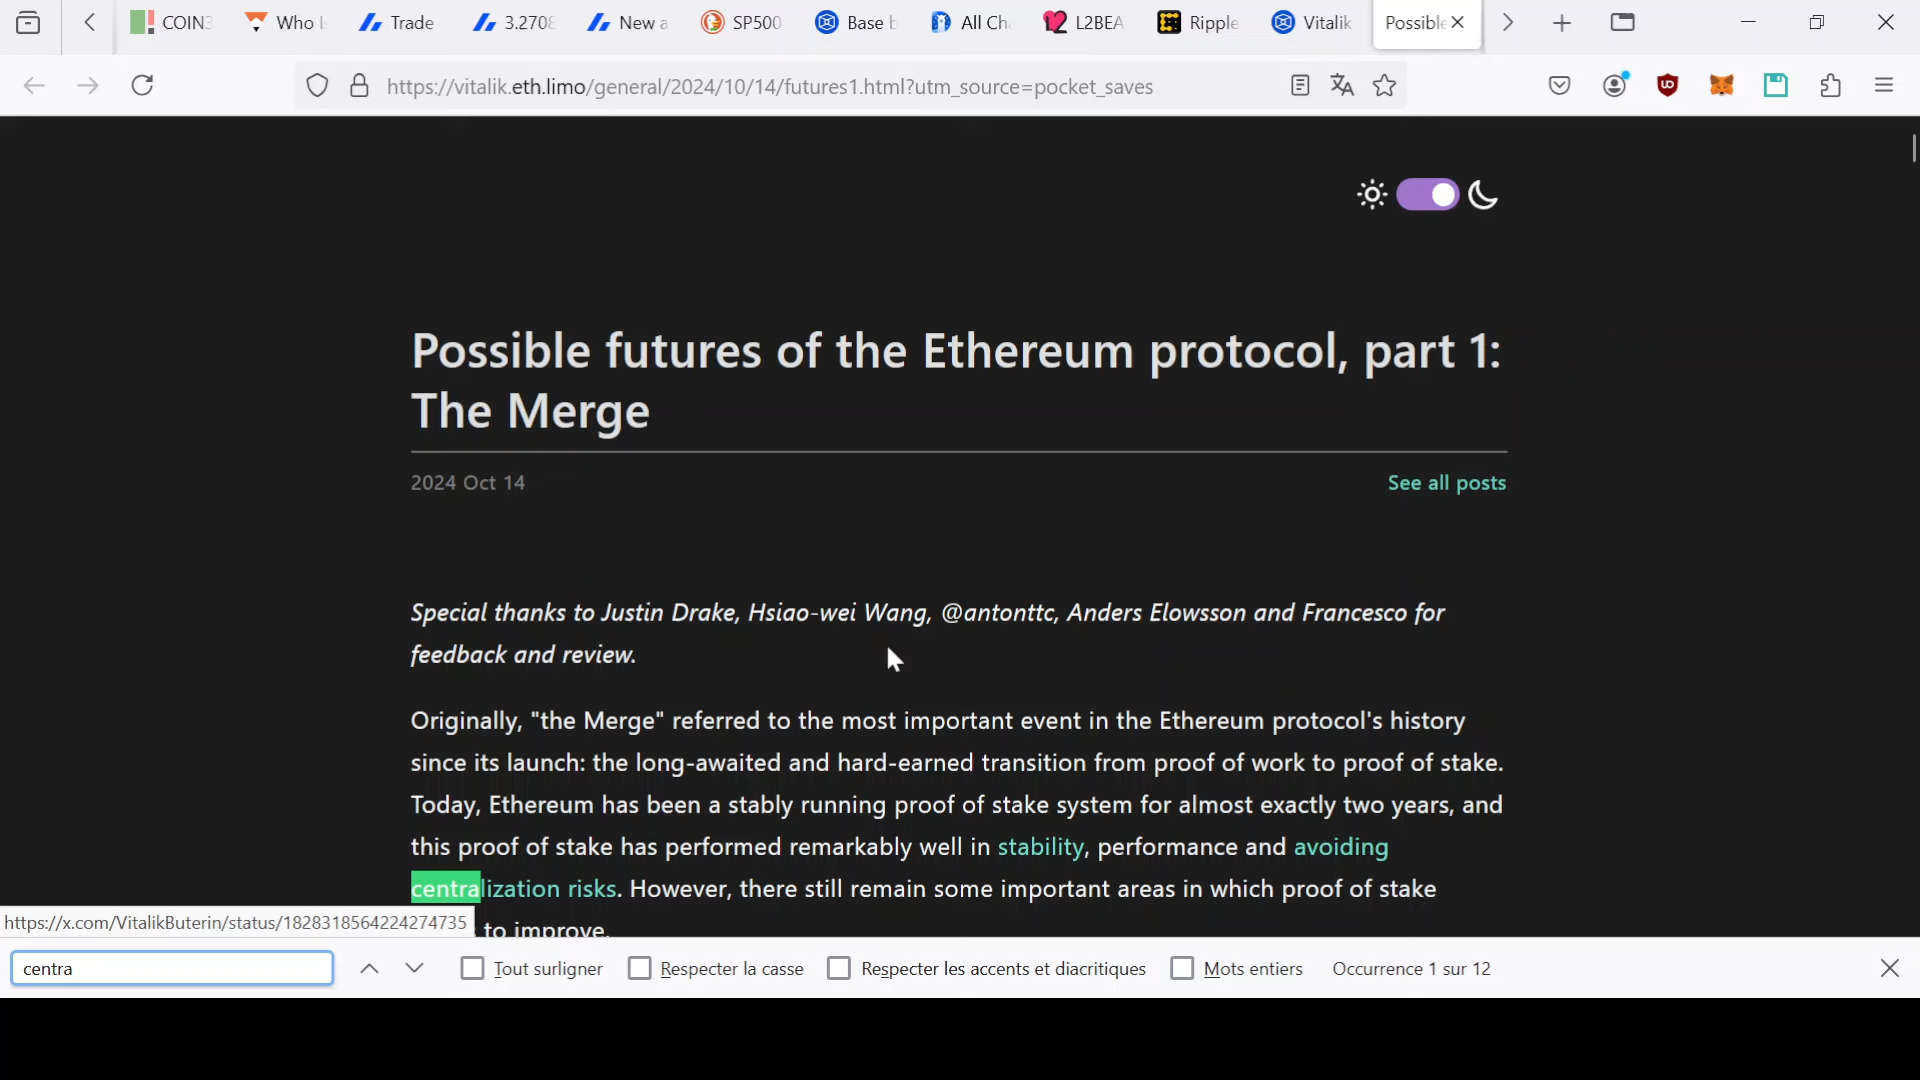 COIN3
Who I
Trade
3.2708
New a
SP500
Base b
All Ch
L2BEA
Ripple
Vitalik
Possible
https://vitalik.eth.limo/general/2024/10/14/futures1.html?utm_source=pocket_saves
Possible futures of the Ethereum protocol, part 1:
The Merge
2024 Oct 14
See all posts
Special thanks to Justin Drake, Hsiao-wei Wang, @antonttc, Anders Elowsson and Francesco for
feedback and review.
Originally, "the Merge" referred to the most important event in the Ethereum protocol's history
since its launch: the long-awaited and hard-earned transition from proof of work to proof of stake.
Today, Ethereum has been a stably running proof of stake system for almost exactly two years, and
this proof of stake has performed remarkably well in stability, performance and avoiding
centralization risks. However, there still remain some important areas in which proof of stake
to improve.
https://x.com/VitalikButerin/status/1828318564224274735
centra
Tout surligner
Respecter la casse
Respecter les accents et diacritiques
Mots entiers
Occurrence 1 sur 12